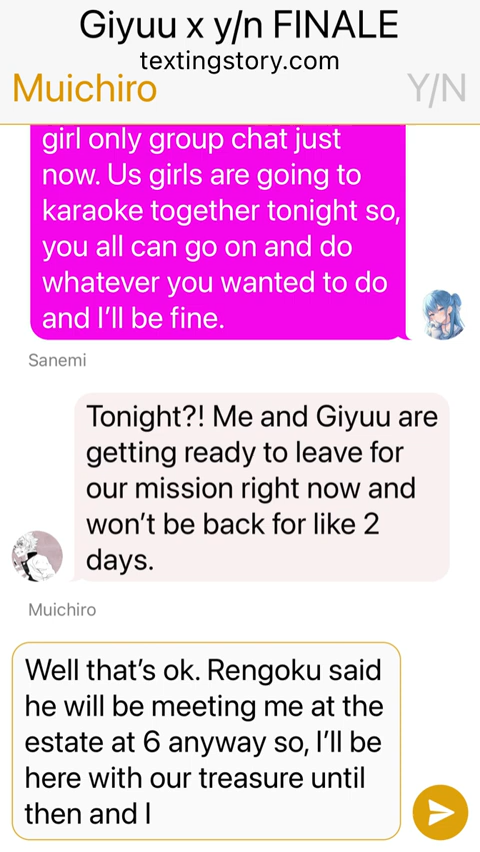 Giyuu x y/n FINALE
textingstory.com
Muichiro Y/N
girl only group chat just
now. Us girls are going to
karaoke together tonight so,
you all can go on and do
whatever you wanted to do
and I'll be fine.
Sanemi
Tonight?! Me and Giyuu are
getting ready to leave for
our mission right now and
won't be back for like 2
days.
Muichiro
Well that's ok. Rengoku said
he will be meeting me at the
estate at 6 anyway so, I'll be
here with our treasure until
then and I